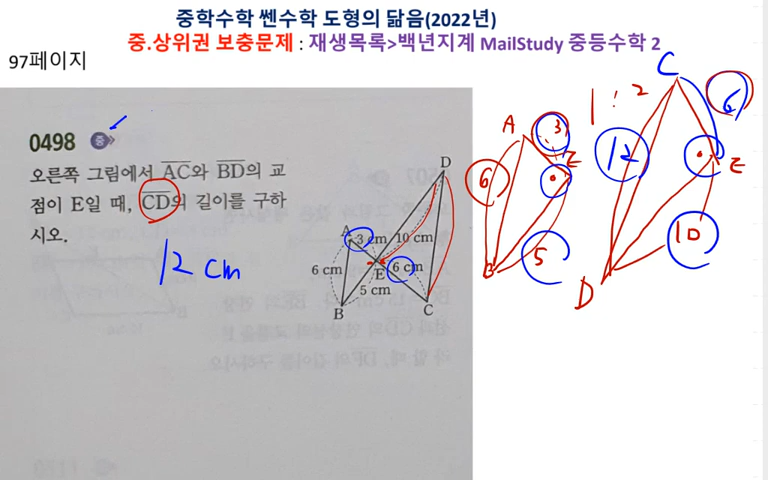 중학수학 쎈수학 도형의 닮음(2022년)
중.상위권 보충문제 : 재생목록>백년지계 MailStudy 중등수학 2
97페이지
0498 중
오른쪽 그림에서 AC와 BD의 교
점이 E일 때, CD의 길이를 구하
시오.
12 cm
D
A
3 cm
10 cm
6 cm
E
6 cm
5 cm
B
C
A
3
E
6
B
5
1 : 2
C
6
12
E
10
D